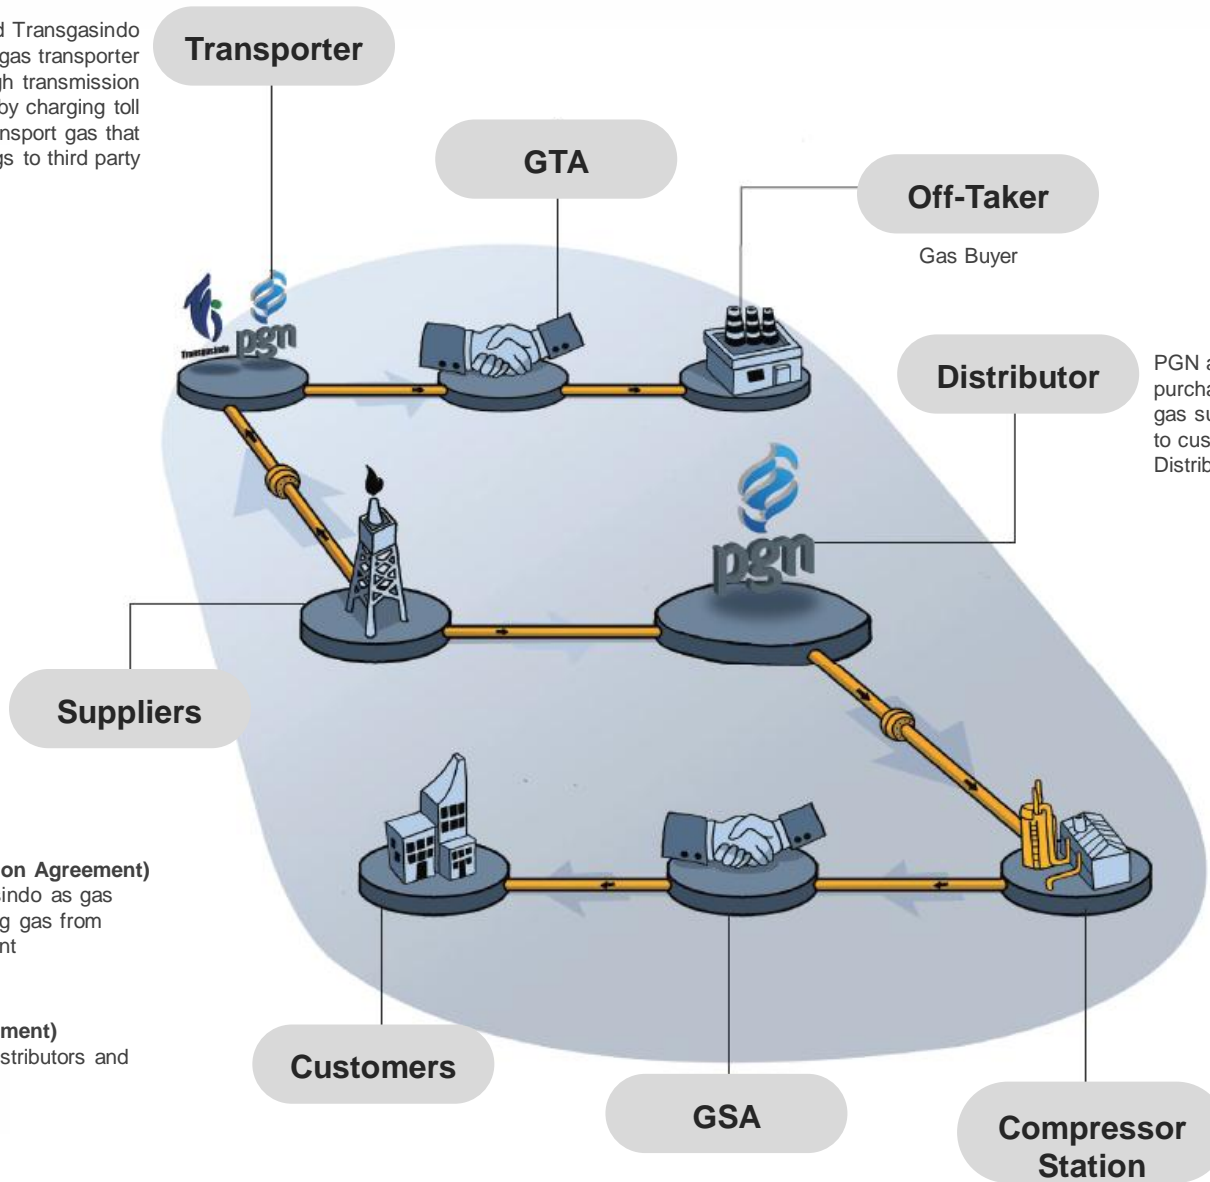 d Transgasindo
gas transporter
gh transmission
by charging toll
nsport gas that
gs to third party
Transporter
GTA
Off-Taker
Gas Buyer
Transgasindo
pgn
Distributor
PGN a
purcha
gas su
to cus
Distrib
pgn
Suppliers
on Agreement)
sindo as gas
g gas from
nt
ment)
stributors and
Customers
GSA
Compressor
Station